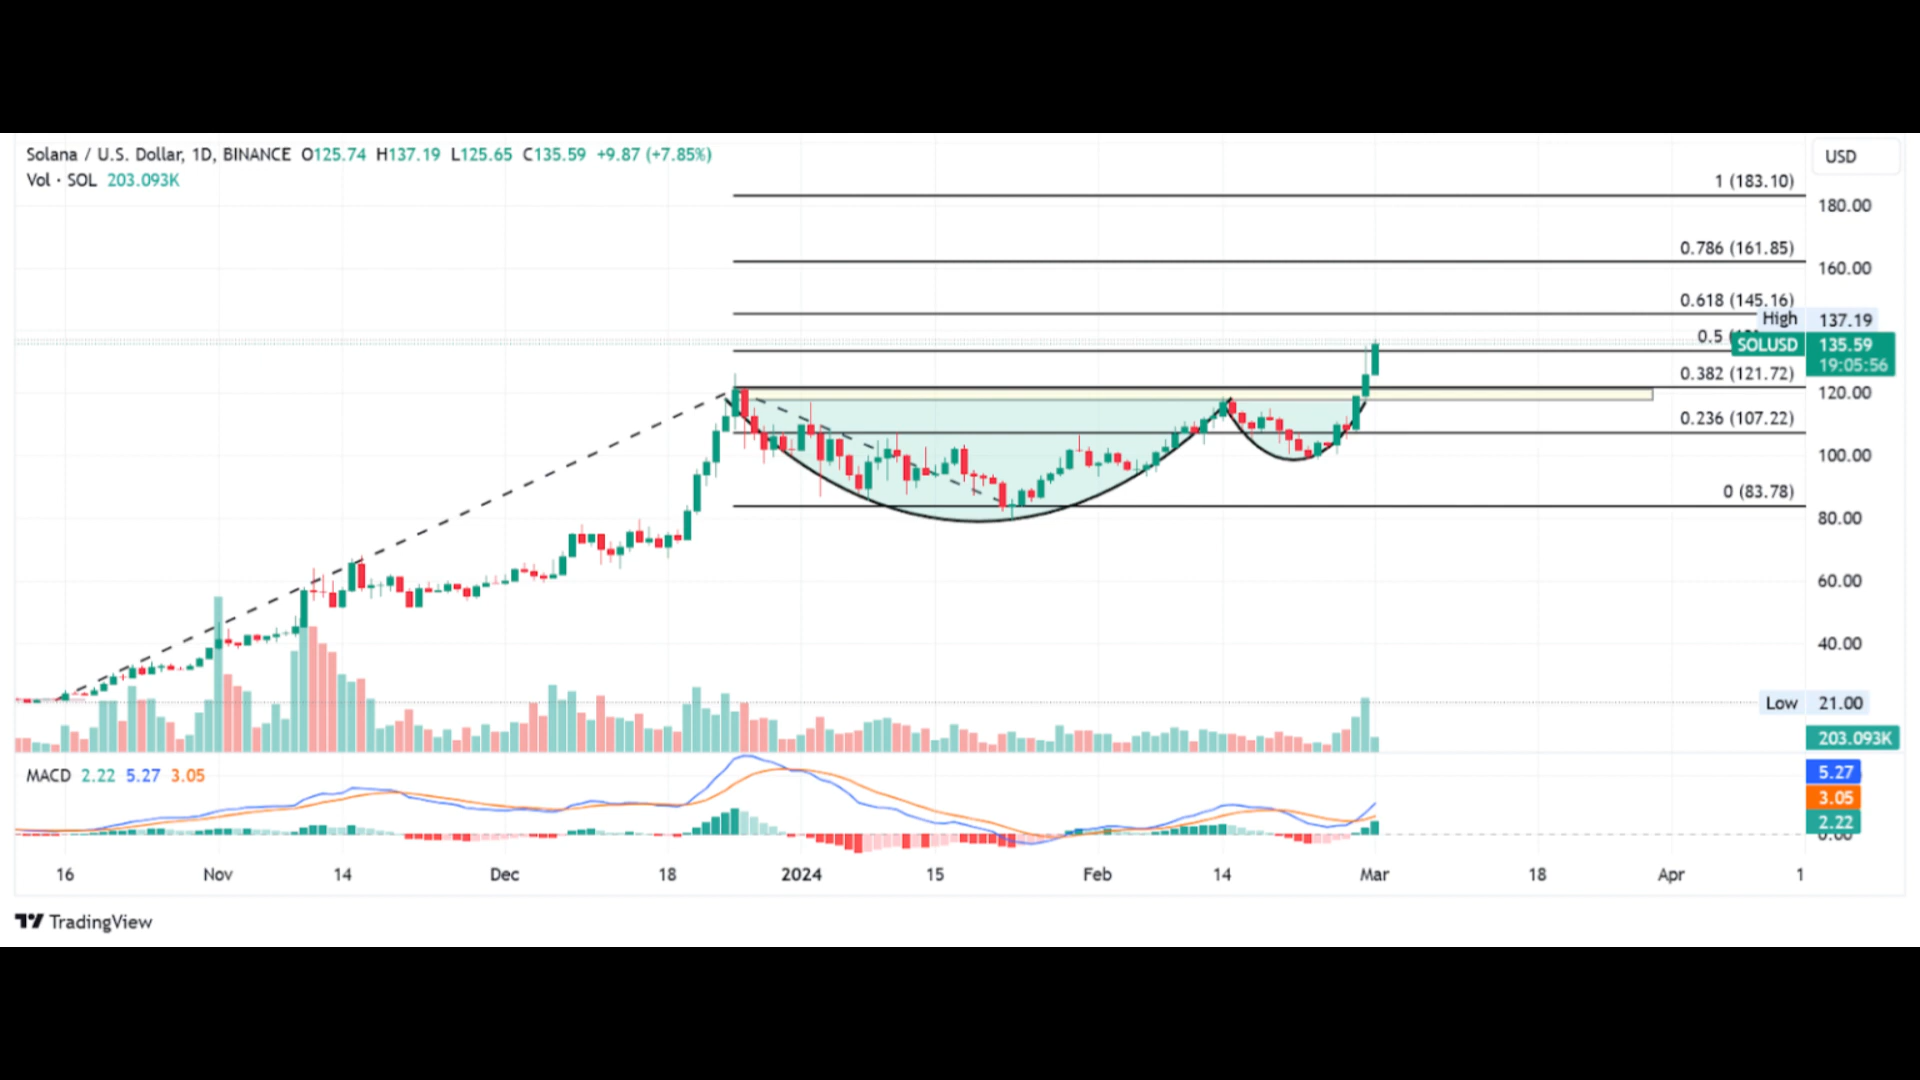 Solana / U.S. Dollar, 1D, BINANCE O125.74 H137.19 L125.65 C135.59 +9.87 (+7.85%)
Vol · SOL 203.093K
USD
1 (183.10)
180.00
0.786 (161.85)
160.00
0.618 (145.16)
High 137.19
0.5 (
SOLUSD 135.59
19:05:56
0.382 (121.72)
120.00
0.236 (107.22)
100.00
0 (83.78)
80.00
60.00
40.00
Low 21.00
203.093K
MACD 2.22 5.27 3.05
5.27
3.05
2.22
0.00
16 Nov 14 Dec 18 2024 15 Feb 14 Mar 18 Apr 1
TradingView